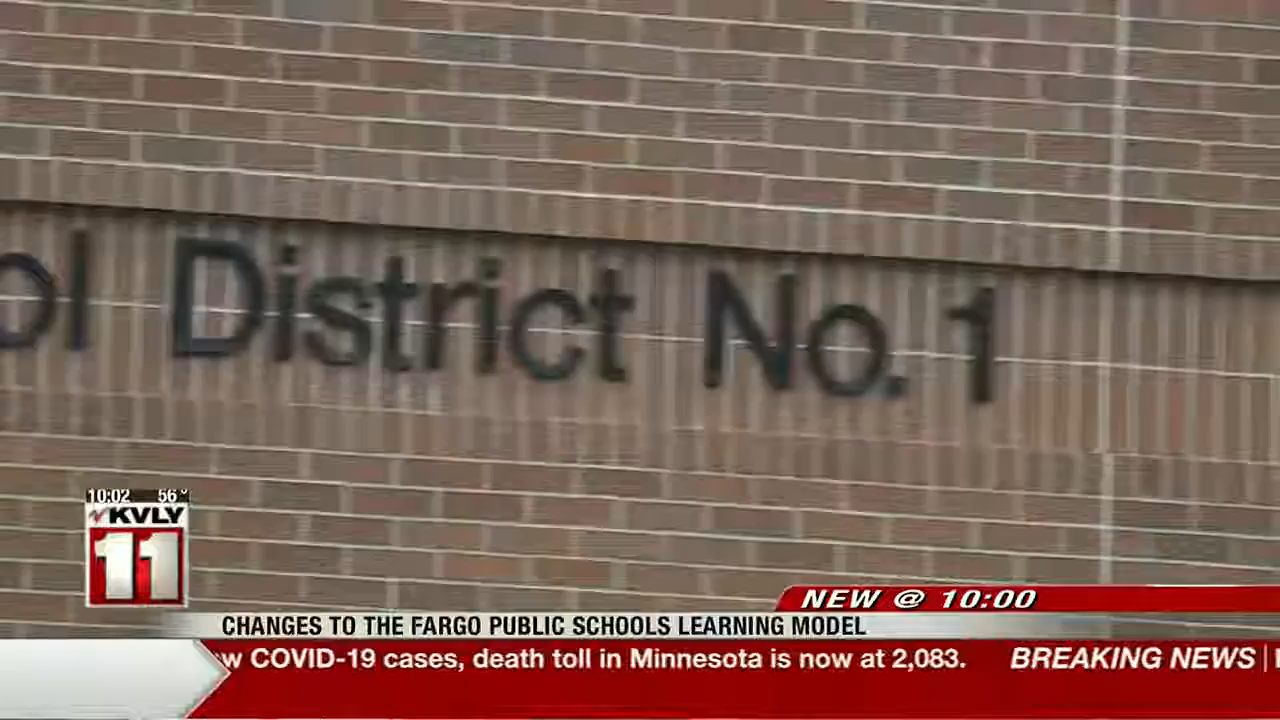 ol District No. 1
10:02 56°
KVLY
11
NEW @ 10:00
CHANGES TO THE FARGO PUBLIC SCHOOLS LEARNING MODEL
w COVID-19 cases, death toll in Minnesota is now at 2,083. BREAKING NEWS |